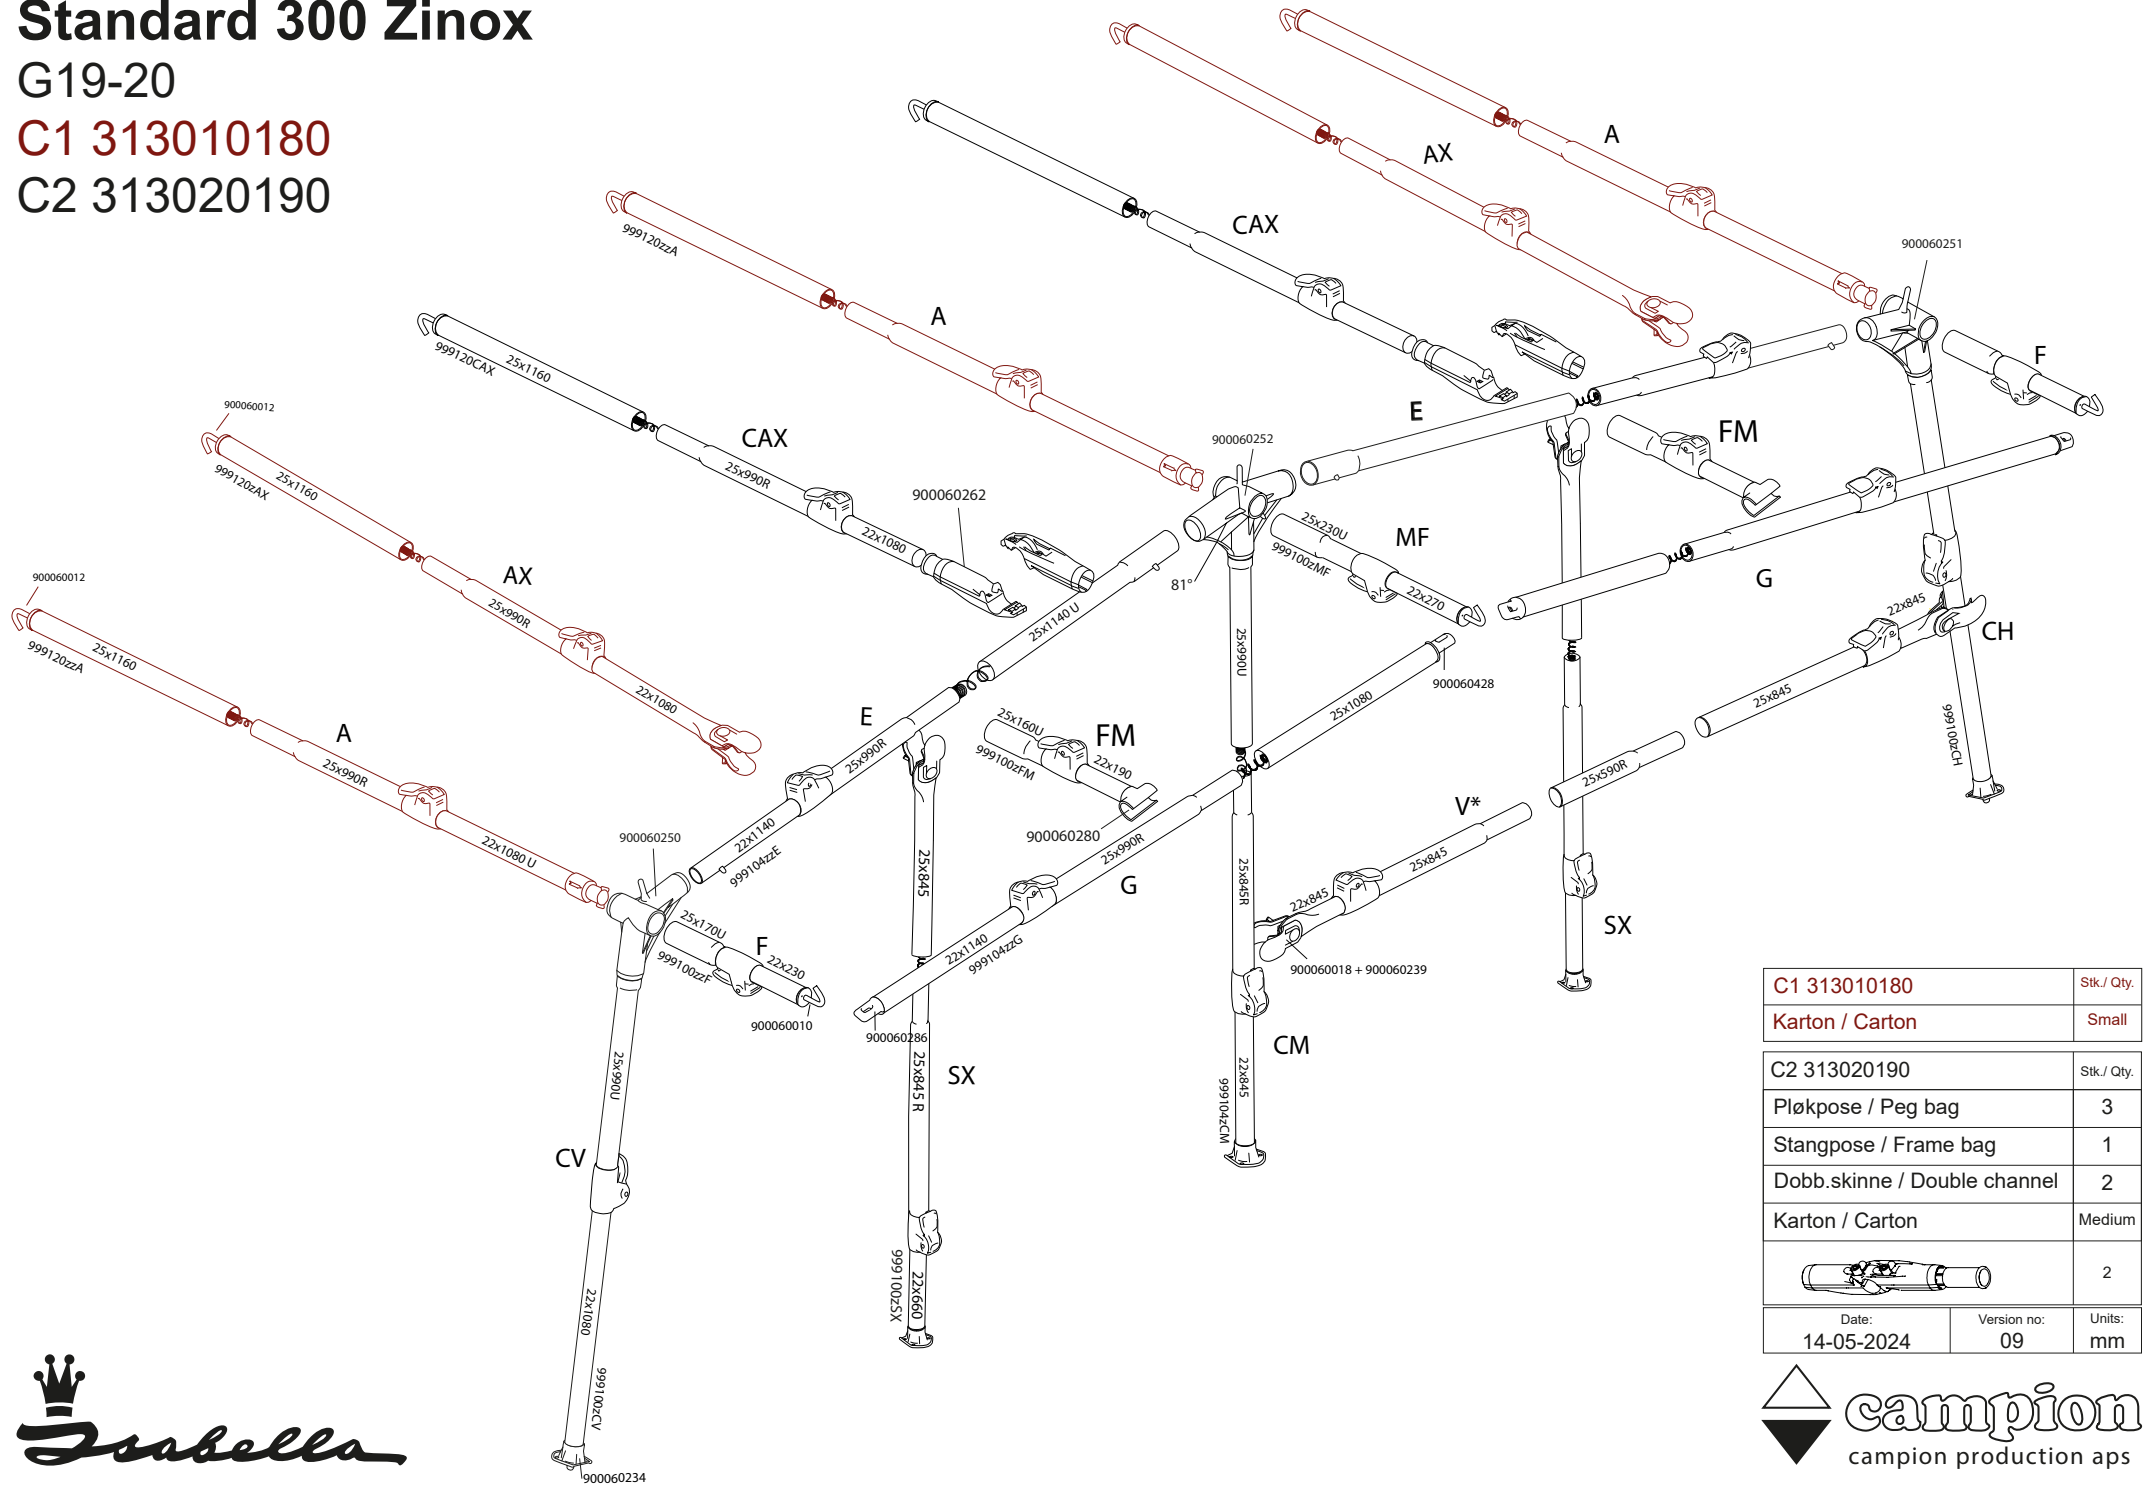 Standard 300 Zinox
G19-20
C1 313010180
C2 313020190
A
AX
CAX
999120zzA
900060251
A
F
999120CAX
25x1160
E
FM
900060012
CAX
25x990R
900060252
999120zAX
25x1160
900060262
22x1080
25x230U
999100zMF
MF
22x270
81°
G
900060012
AX
25x990R
25x1140 U
25x990U
22x845
CH
999120zzA
25x1160
22x1080
900060428
25x1080
25x845
999100zCH
A
25x990R
E
25x990R
25x160U
FM
999100zFM
22x190
25x590R
V*
22x1080 U
900060250
22x1140
999104zzE
25x845
900060280
25x990R
G
25x845R
22x845
25x845
25x170U
F
999100zzF
22x230
22x1140
999104zzG
900060018 + 900060239
SX
900060010
900060286
25x990U
25x845 R
SX
CM
22x845
999104zCM
CV
999100zSX
22x660
22x1080
999100zCV
900060234
C1 313010180 Stk./ Qty.
Karton / Carton Small
C2 313020190 Stk./ Qty.
Pløkpose / Peg bag 3
Stangpose / Frame bag 1
Dobb.skinne / Double channel 2
Karton / Carton Medium
2
Date: Version no: Units:
14-05-2024 09 mm
Isabella
campion
campion production aps